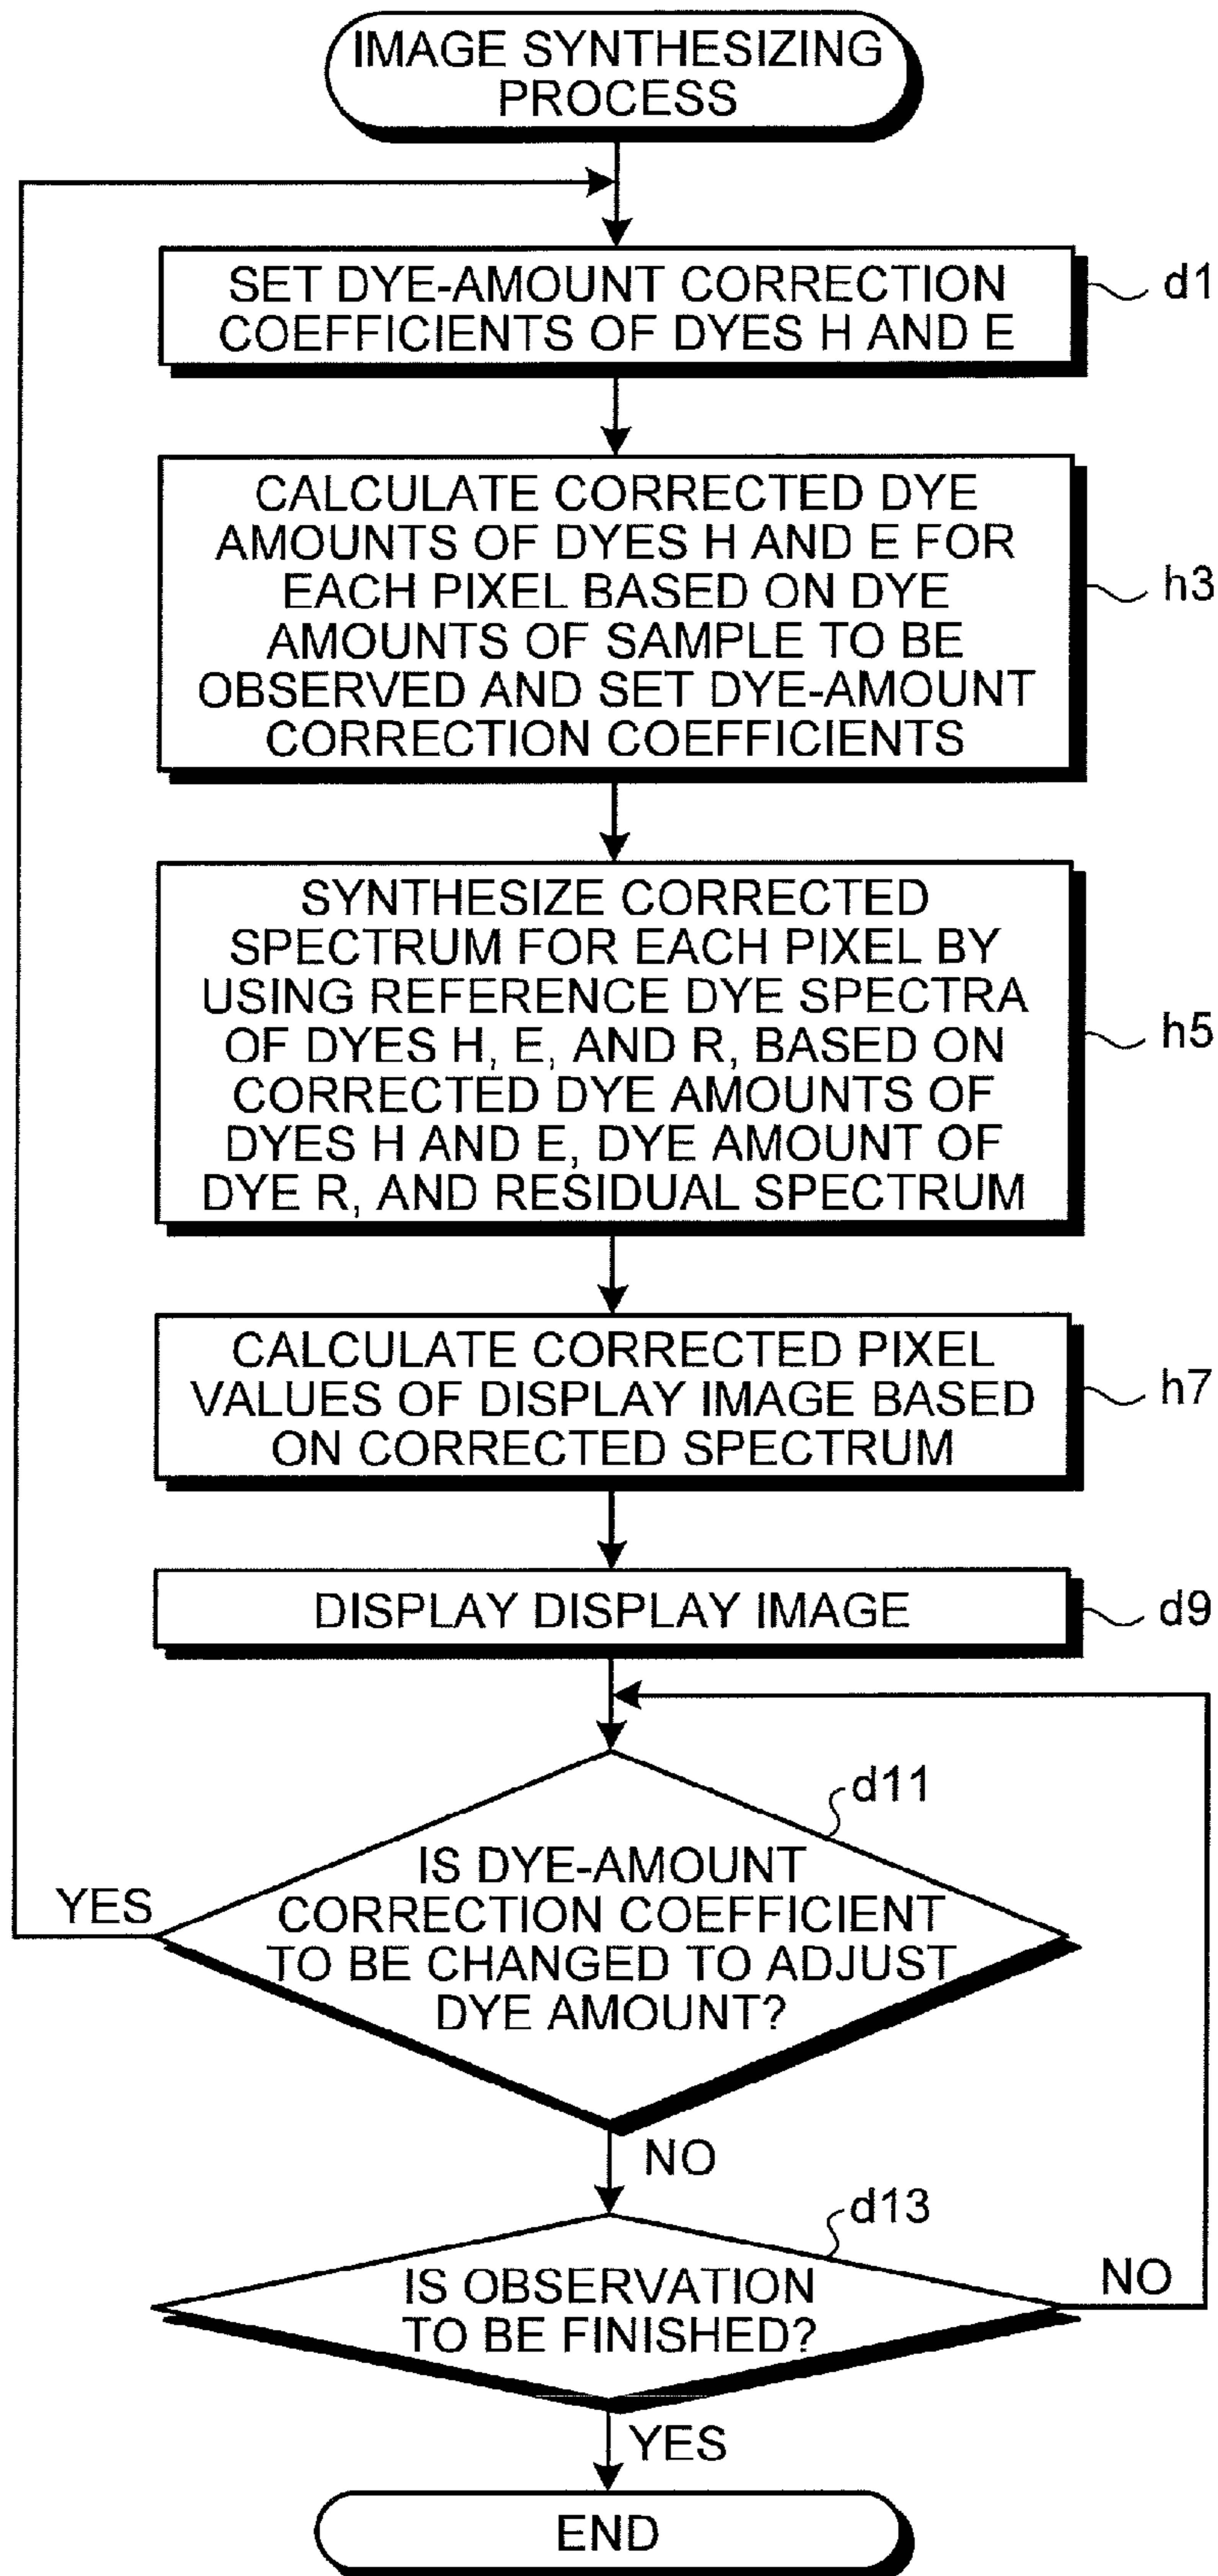 IMAGE SYNTHESIZING
PROCESS
SET DYE-AMOUNT CORRECTION
COEFFICIENTS OF DYES H AND E
d1
CALCULATE CORRECTED DYE
AMOUNTS OF DYES H AND E FOR
EACH PIXEL BASED ON DYE
AMOUNTS OF SAMPLE TO BE
OBSERVED AND SET DYE-AMOUNT
CORRECTION COEFFICIENTS
h3
SYNTHESIZE CORRECTED
SPECTRUM FOR EACH PIXEL BY
USING REFERENCE DYE SPECTRA
OF DYES H, E, AND R, BASED ON
CORRECTED DYE AMOUNTS OF
DYES H AND E, DYE AMOUNT OF
DYE R, AND RESIDUAL SPECTRUM
h5
CALCULATE CORRECTED PIXEL
VALUES OF DISPLAY IMAGE BASED
ON CORRECTED SPECTRUM
h7
DISPLAY DISPLAY IMAGE
d9
d11
IS DYE-AMOUNT
CORRECTION COEFFICIENT
TO BE CHANGED TO ADJUST
DYE AMOUNT?
YES
NO
d13
IS OBSERVATION
TO BE FINISHED?
NO
YES
END